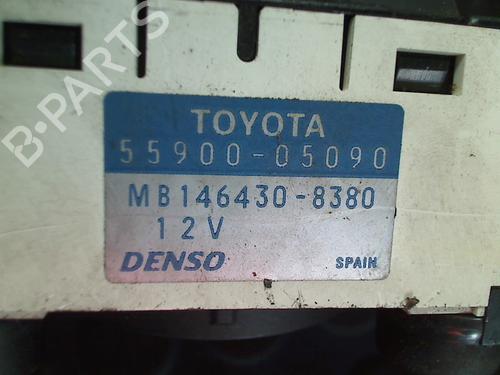 B-PARTS
TOYOTA
55900-05090
MB146430-8380
12V
DENSO SPAIN